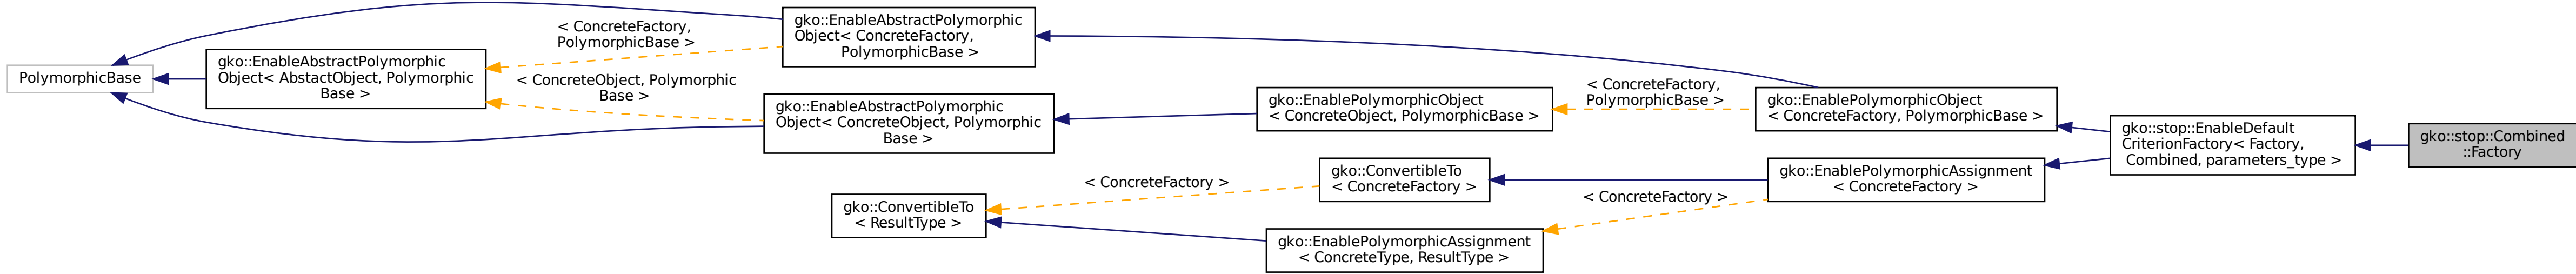 PolymorphicBase
gko::EnableAbstractPolymorphic
Object< AbstactObject, Polymorphic
Base >
< ConcreteFactory,
PolymorphicBase >
< ConcreteObject, Polymorphic
Base >
gko::EnableAbstractPolymorphic
Object< ConcreteFactory,
PolymorphicBase >
gko::EnableAbstractPolymorphic
Object< ConcreteObject, Polymorphic
Base >
gko::ConvertibleTo
< ResultType >
< ConcreteFactory >
gko::EnablePolymorphicObject
< ConcreteObject, PolymorphicBase >
gko::ConvertibleTo
< ConcreteFactory >
gko::EnablePolymorphicAssignment
< ConcreteType, ResultType >
< ConcreteFactory,
PolymorphicBase >
< ConcreteFactory >
gko::EnablePolymorphicObject
< ConcreteFactory, PolymorphicBase >
gko::EnablePolymorphicAssignment
< ConcreteFactory >
gko::stop::EnableDefault
CriterionFactory< Factory,
Combined, parameters_type >
gko::stop::Combined
::Factory